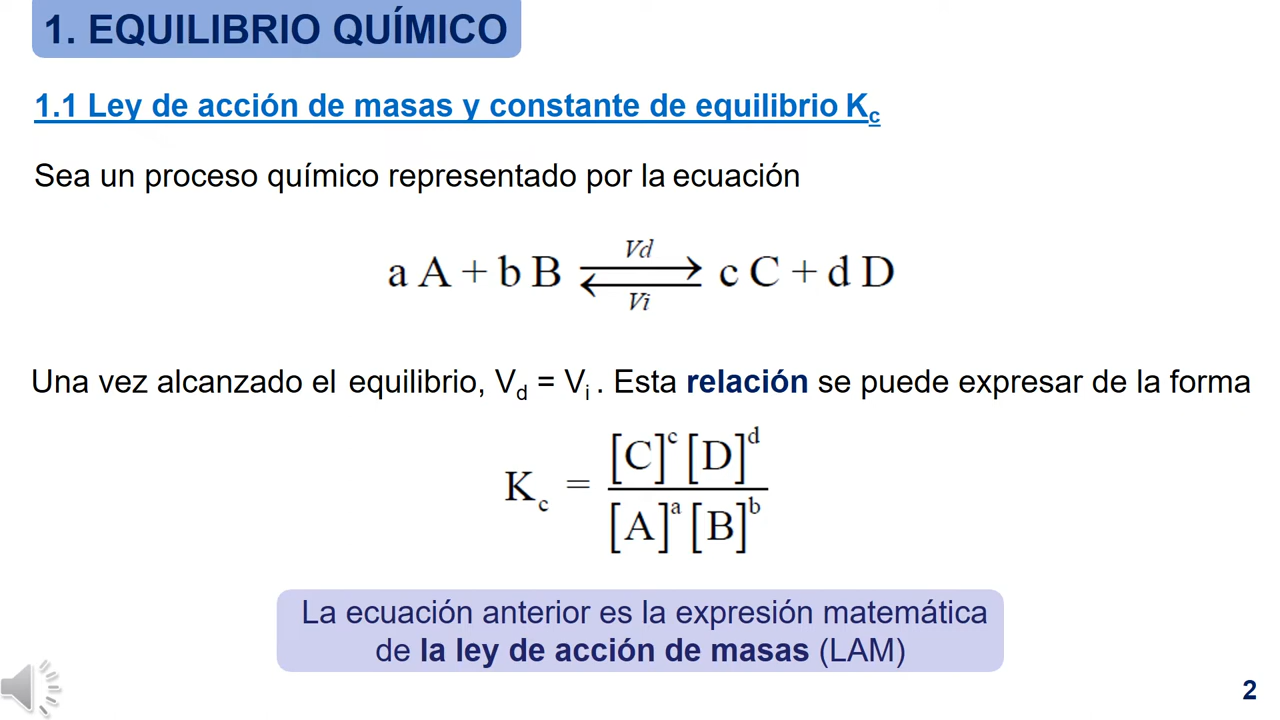 1. EQUILIBRIO QUÍMICO
1.1 Ley de acción de masas y constante de equilibrio Kc
Sea un proceso químico representado por la ecuación
Vd
a A + b B ⇄ c C + d D
Vi
Una vez alcanzado el equilibrio, Vd = Vi . Esta relación se puede expresar de la forma
Kc = [C]^c [D]^d / [A]^a [B]^b
La ecuación anterior es la expresión matemática
de la ley de acción de masas (LAM)
2